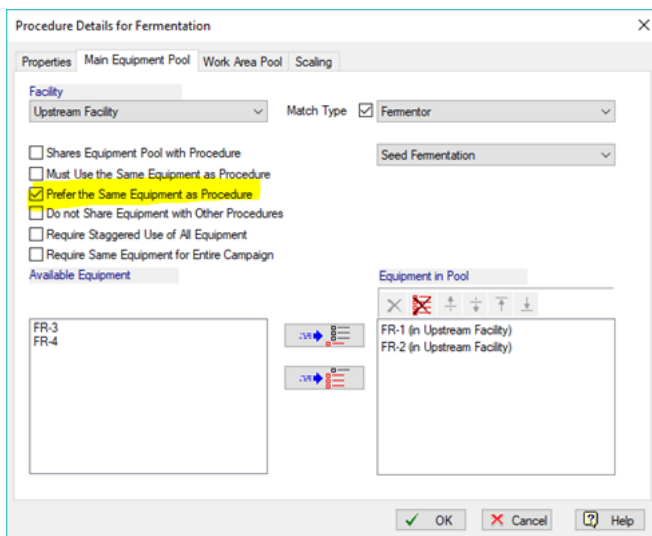 Procedure Details for Fermentation
Properties Main Equipment Pool Work Area Pool Scaling
Facility
Upstream Facility Match Type Fermentor
Shares Equipment Pool with Procedure Seed Fermentation
Must Use the Same Equipment as Procedure
Prefer the Same Equipment as Procedure
Do not Share Equipment with Other Procedures
Require Staggered Use of All Equipment
Require Same Equipment for Entire Campaign
Available Equipment Equipment in Pool
FR-3
FR-4
FR-1 (in Upstream Facility)
FR-2 (in Upstream Facility)
OK Cancel Help